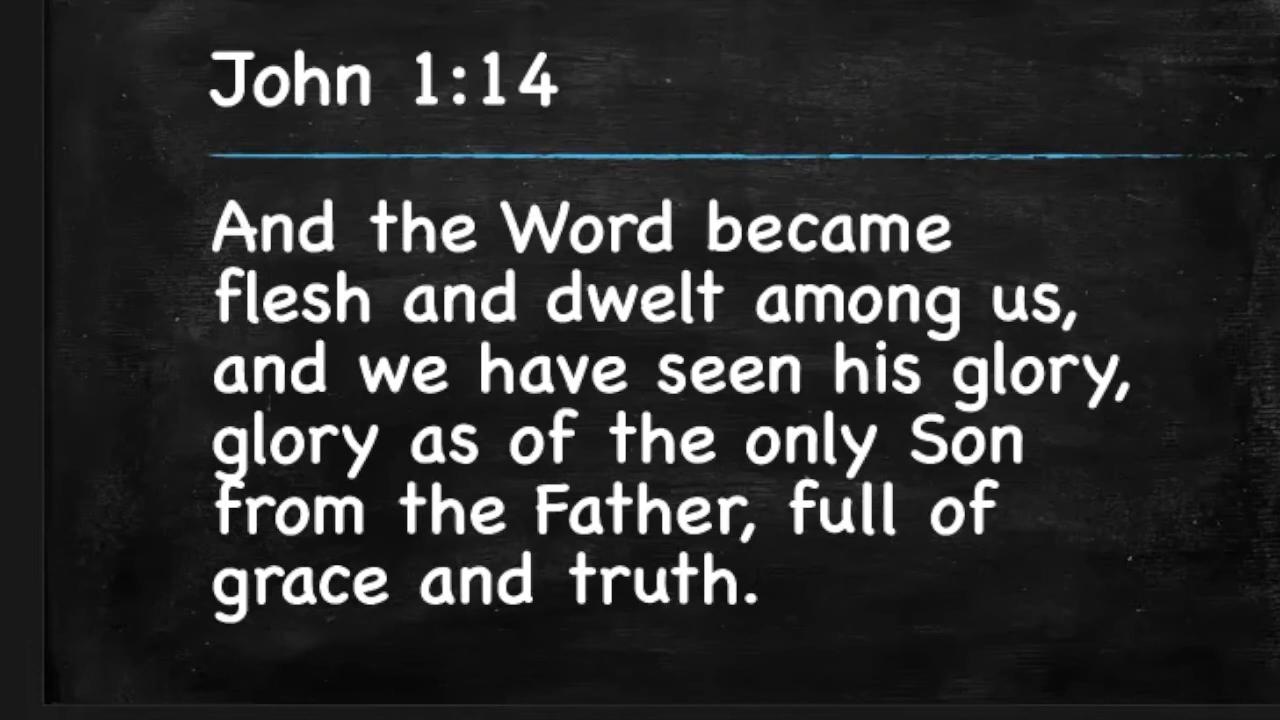 John 1:14
And the Word became
flesh and dwelt among us,
and we have seen his glory,
glory as of the only Son
from the Father, full of
grace and truth.